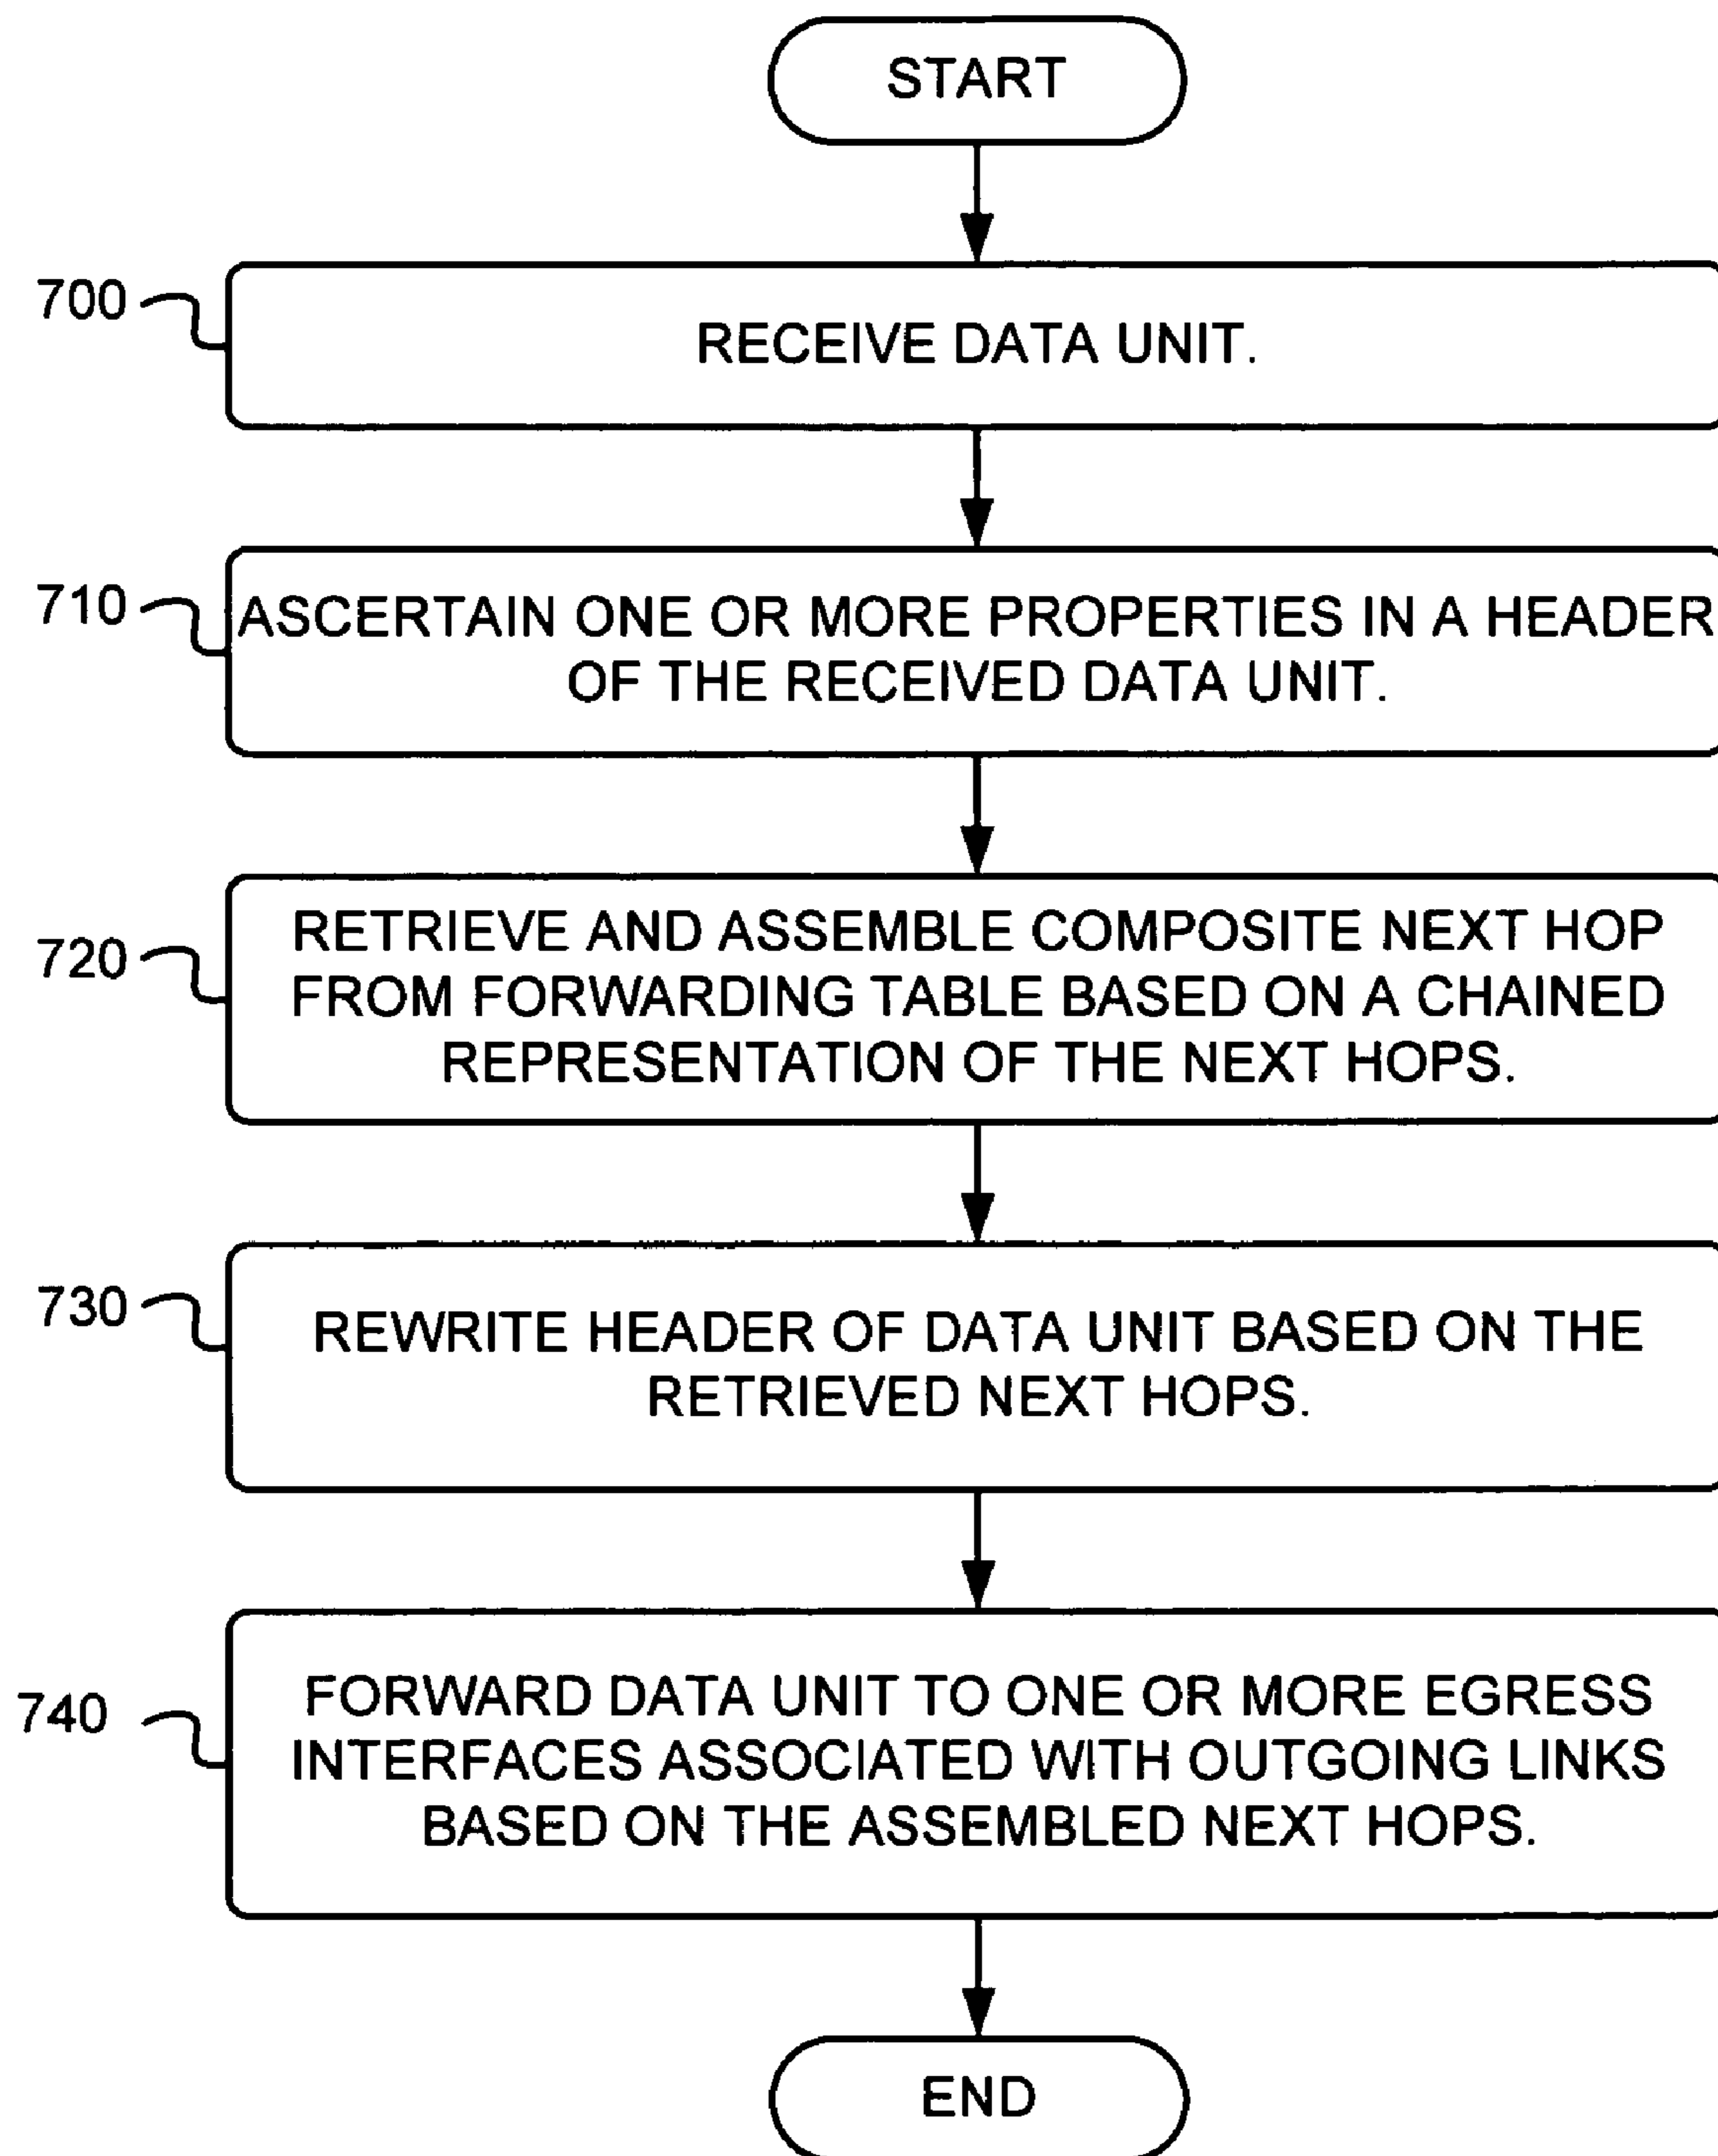 START
700
RECEIVE DATA UNIT.
710
ASCERTAIN ONE OR MORE PROPERTIES IN A HEADER
OF THE RECEIVED DATA UNIT.
720
RETRIEVE AND ASSEMBLE COMPOSITE NEXT HOP
FROM FORWARDING TABLE BASED ON A CHAINED
REPRESENTATION OF THE NEXT HOPS.
730
REWRITE HEADER OF DATA UNIT BASED ON THE
RETRIEVED NEXT HOPS.
740
FORWARD DATA UNIT TO ONE OR MORE EGRESS
INTERFACES ASSOCIATED WITH OUTGOING LINKS
BASED ON THE ASSEMBLED NEXT HOPS.
END